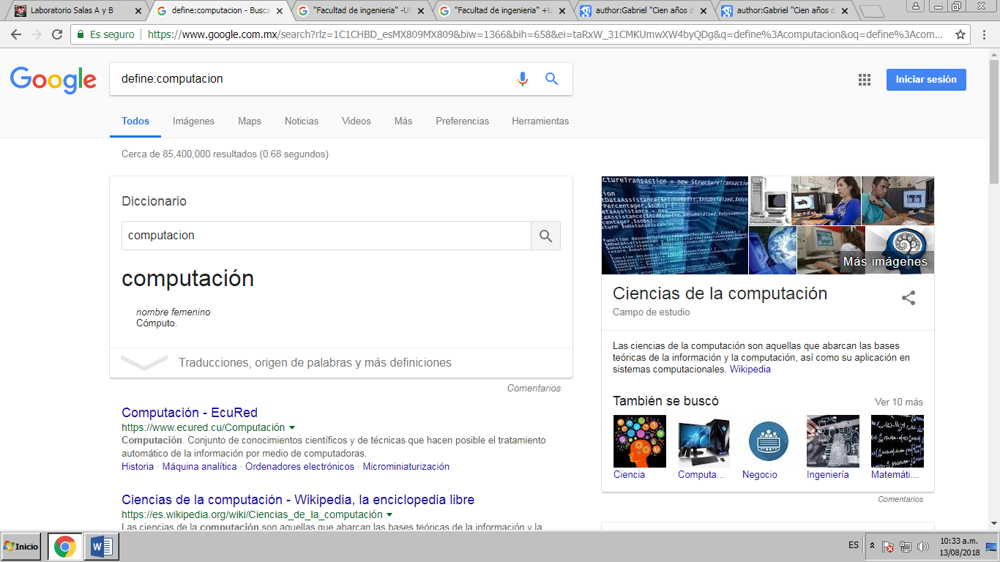 Laboratorio Salas A y B
define:computacion - Busca
"Facultad de ingenieria" -UN
"Facultad de ingenieria" +U
author:Gabriel "Cien años d
author:Gabriel "Cien años d
Es seguro
https://www.google.com.mx/search?rlz=1C1CHBD_esMX809MX809&biw=1366&bih=658&ei=taRxW_31CMKUmwXW4byQDg&q=define%3Acomputacion&oq=define%3Acom...
Google
define:computacion
Iniciar sesión
Todos Imágenes Maps Noticias Videos Más Preferencias Herramientas
Cerca de 85,400,000 resultados (0.68 segundos)
Diccionario
computacion
computación
nombre femenino
Cómputo.
Traducciones, origen de palabras y más definiciones
Comentarios
Computación - EcuRed
https://www.ecured.cu/Computación
Computación. Conjunto de conocimientos científicos y de técnicas que hacen posible el tratamiento
automático de la información por medio de computadoras.
Historia · Máquina analítica · Ordenadores electrónicos · Microminiaturización
Ciencias de la computación - Wikipedia, la enciclopedia libre
https://es.wikipedia.org/wiki/Ciencias_de_la_computación
Las ciencias de la computación son aquellas que abarcan las bases teóricas de la información y la
Más imágenes
Ciencias de la computación
Campo de estudio
Las ciencias de la computación son aquellas que abarcan las bases
teóricas de la información y la computación, así como su aplicación en
sistemas computacionales. Wikipedia
También se buscó
Ver 10 más
Ciencia Computa... Negocio Ingeniería Matemáti...
Comentarios
Inicio
ES
10:33 a.m.
13/08/2018